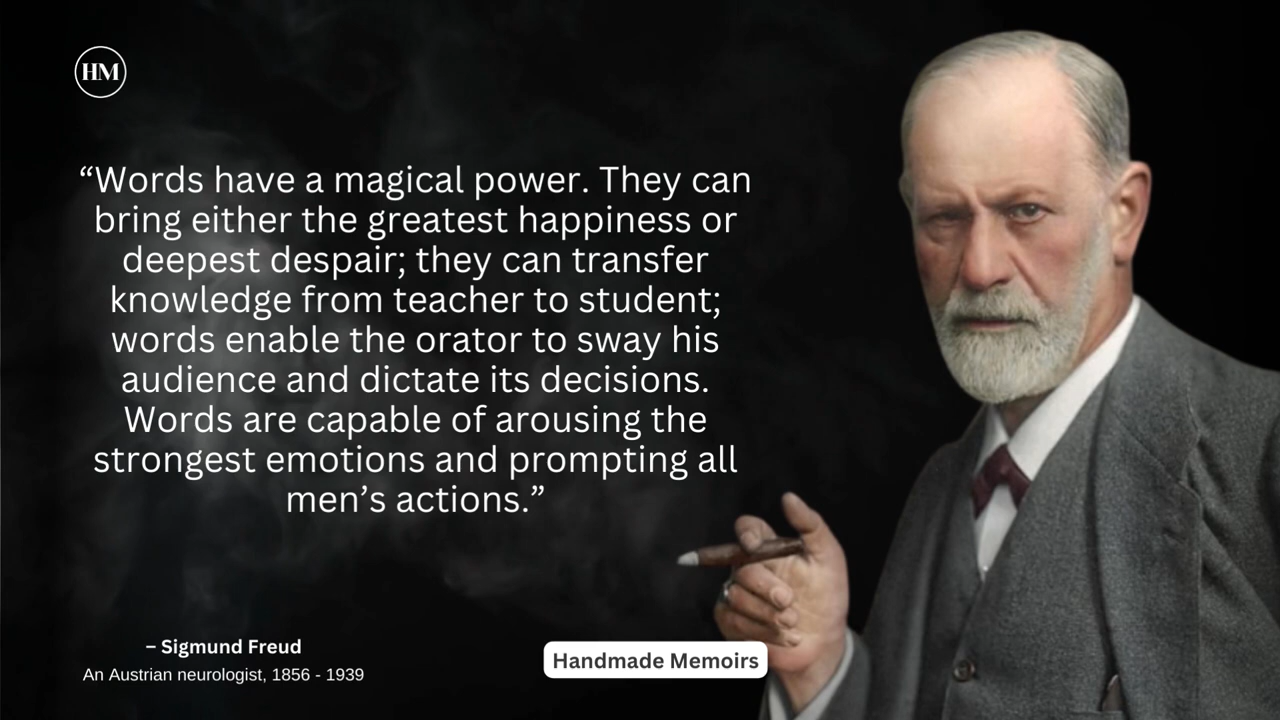 HM
“Words have a magical power. They can
bring either the greatest happiness or
deepest despair; they can transfer
knowledge from teacher to student;
words enable the orator to sway his
audience and dictate its decisions.
Words are capable of arousing the
strongest emotions and prompting all
men’s actions.”
– Sigmund Freud
An Austrian neurologist, 1856 - 1939
Handmade Memoirs